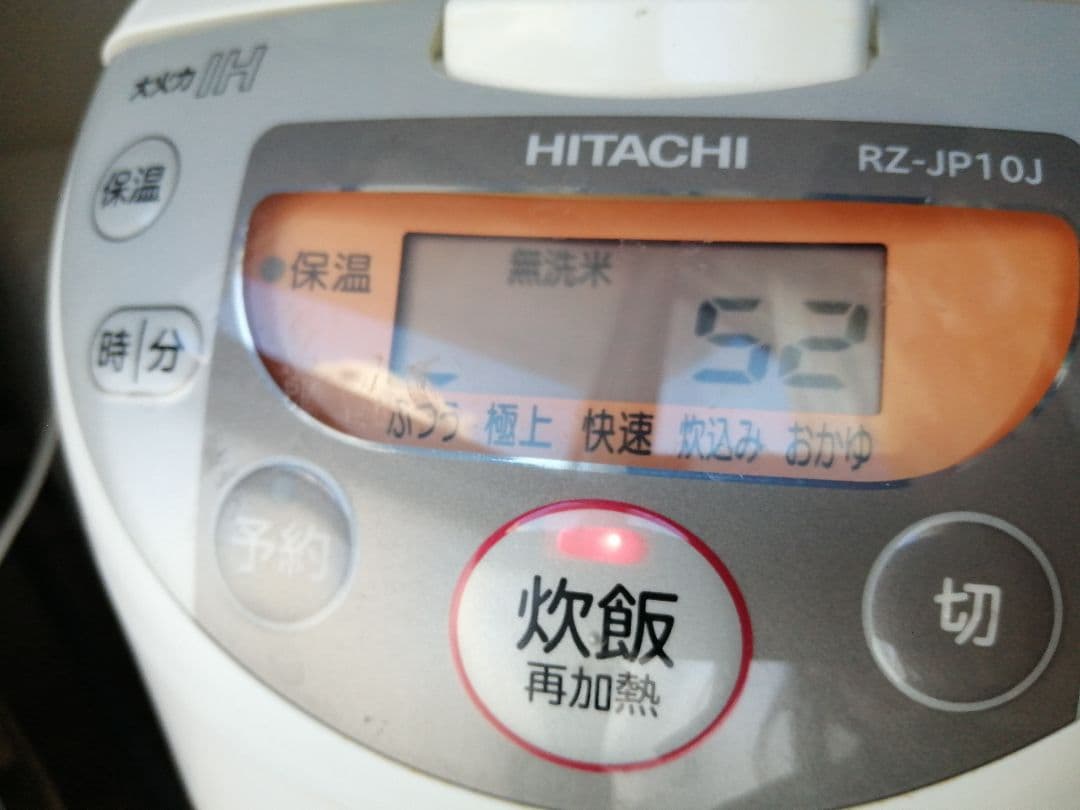 大火力IH
HITACHI
RZ-JP10J
保温
保温
無洗米
52
時|分
ふつう 極上 快速 炊込み おかゆ
予約
炊飯
再加熱
切